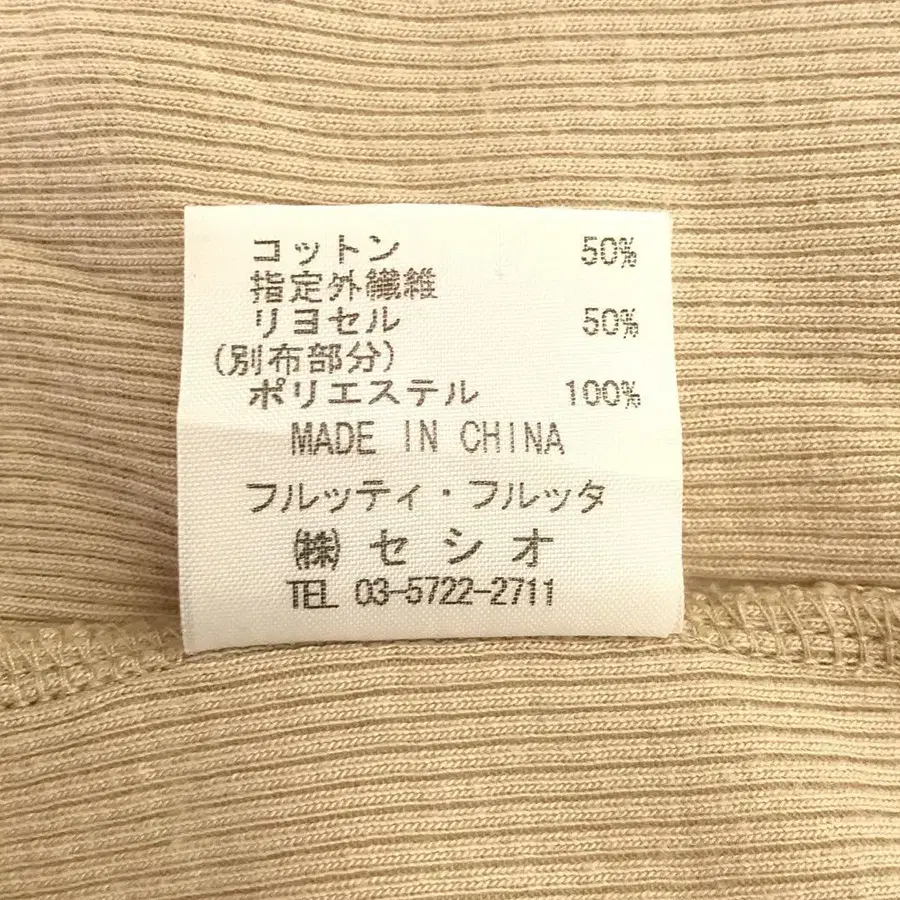 コットン 50%
指定外繊維
リヨセル 50%
(別布部分)
ポリエステル 100%
MADE IN CHINA
フルッティ・フルッタ
㈱ セシオ
TEL 03-5722-2711